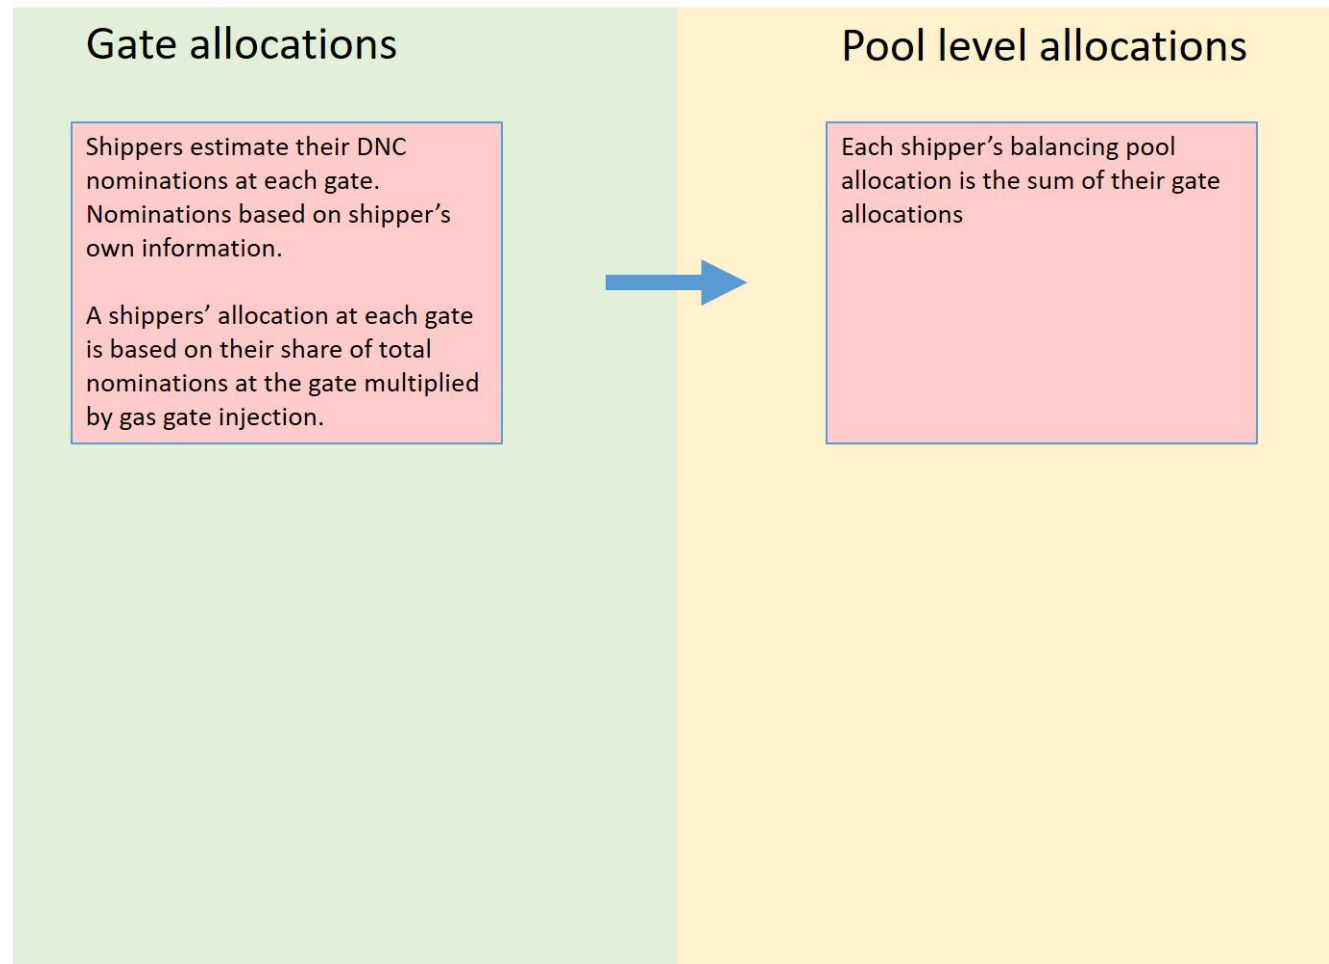 Gate allocations
Shippers estimate their DNC
nominations at each gate.
Nominations based on shipper’s
own information.
A shippers’ allocation at each gate
is based on their share of total
nominations at the gate multiplied
by gas gate injection.
Pool level allocations
Each shipper’s balancing pool
allocation is the sum of their gate
allocations